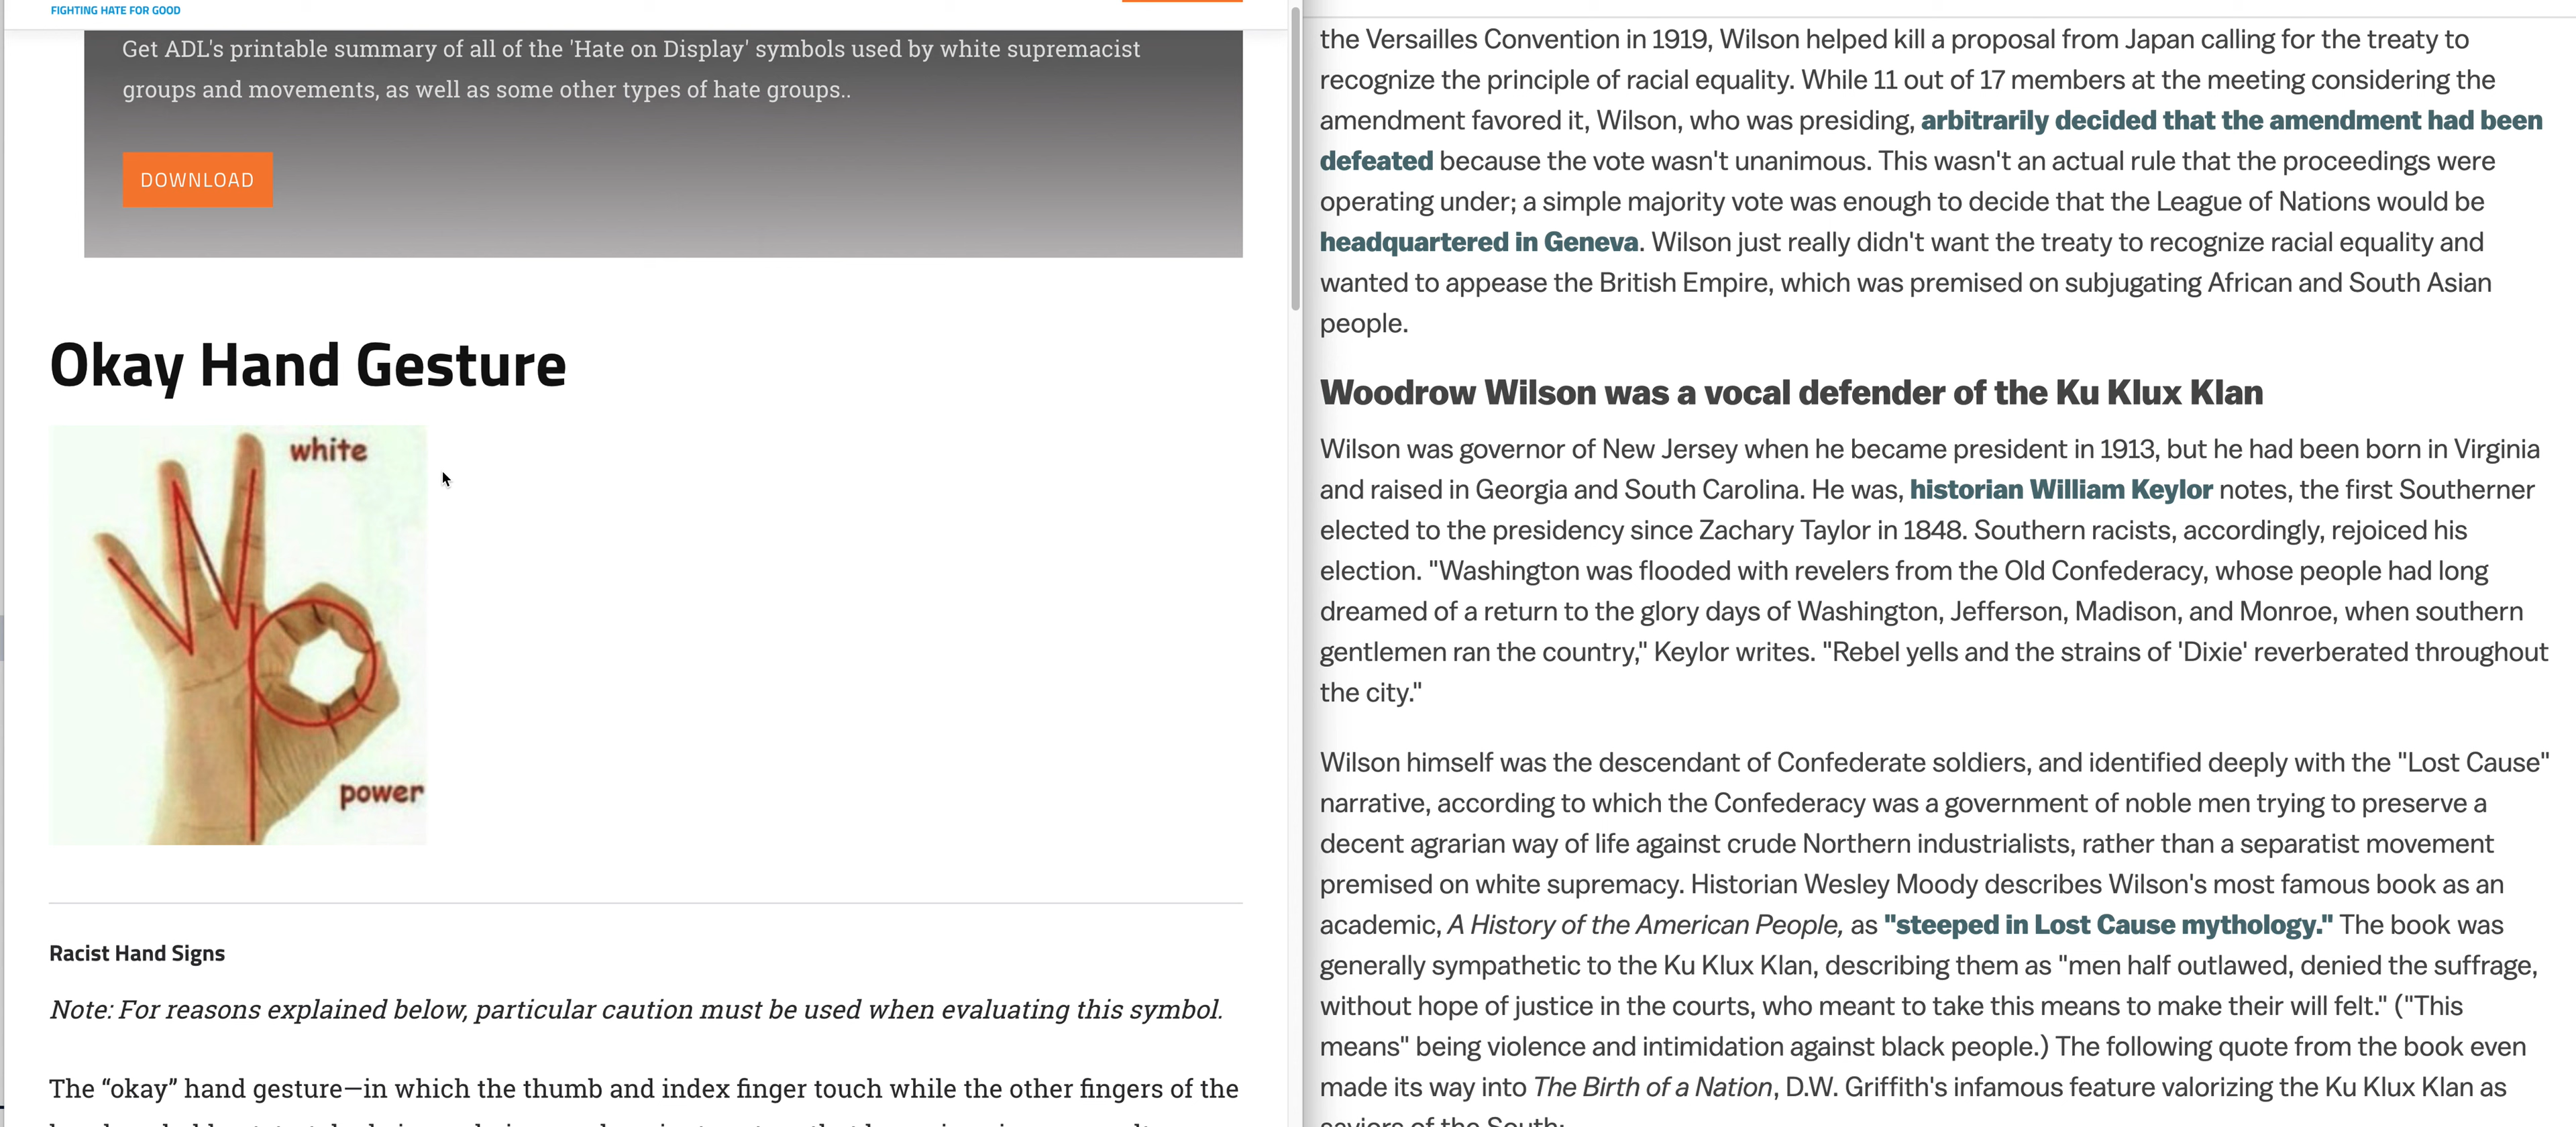 FIGHTING HATE FOR GOOD
Get ADL's printable summary of all of the 'Hate on Display' symbols used by white supremacist
groups and movements, as well as some other types of hate groups..
DOWNLOAD
Okay Hand Gesture
white
power
Racist Hand Signs
Note: For reasons explained below, particular caution must be used when evaluating this symbol.
The “okay” hand gesture—in which the thumb and index finger touch while the other fingers of the
the Versailles Convention in 1919, Wilson helped kill a proposal from Japan calling for the treaty to
recognize the principle of racial equality. While 11 out of 17 members at the meeting considering the
amendment favored it, Wilson, who was presiding, arbitrarily decided that the amendment had been
defeated because the vote wasn't unanimous. This wasn't an actual rule that the proceedings were
operating under; a simple majority vote was enough to decide that the League of Nations would be
headquartered in Geneva. Wilson just really didn't want the treaty to recognize racial equality and
wanted to appease the British Empire, which was premised on subjugating African and South Asian
people.
Woodrow Wilson was a vocal defender of the Ku Klux Klan
Wilson was governor of New Jersey when he became president in 1913, but he had been born in Virginia
and raised in Georgia and South Carolina. He was, historian William Keylor notes, the first Southerner
elected to the presidency since Zachary Taylor in 1848. Southern racists, accordingly, rejoiced his
election. "Washington was flooded with revelers from the Old Confederacy, whose people had long
dreamed of a return to the glory days of Washington, Jefferson, Madison, and Monroe, when southern
gentlemen ran the country," Keylor writes. "Rebel yells and the strains of 'Dixie' reverberated throughout
the city."
Wilson himself was the descendant of Confederate soldiers, and identified deeply with the "Lost Cause"
narrative, according to which the Confederacy was a government of noble men trying to preserve a
decent agrarian way of life against crude Northern industrialists, rather than a separatist movement
premised on white supremacy. Historian Wesley Moody describes Wilson's most famous book as an
academic, A History of the American People, as "steeped in Lost Cause mythology." The book was
generally sympathetic to the Ku Klux Klan, describing them as "men half outlawed, denied the suffrage,
without hope of justice in the courts, who meant to take this means to make their will felt." ("This
means" being violence and intimidation against black people.) The following quote from the book even
made its way into The Birth of a Nation, D.W. Griffith's infamous feature valorizing the Ku Klux Klan as
saviors of the South: